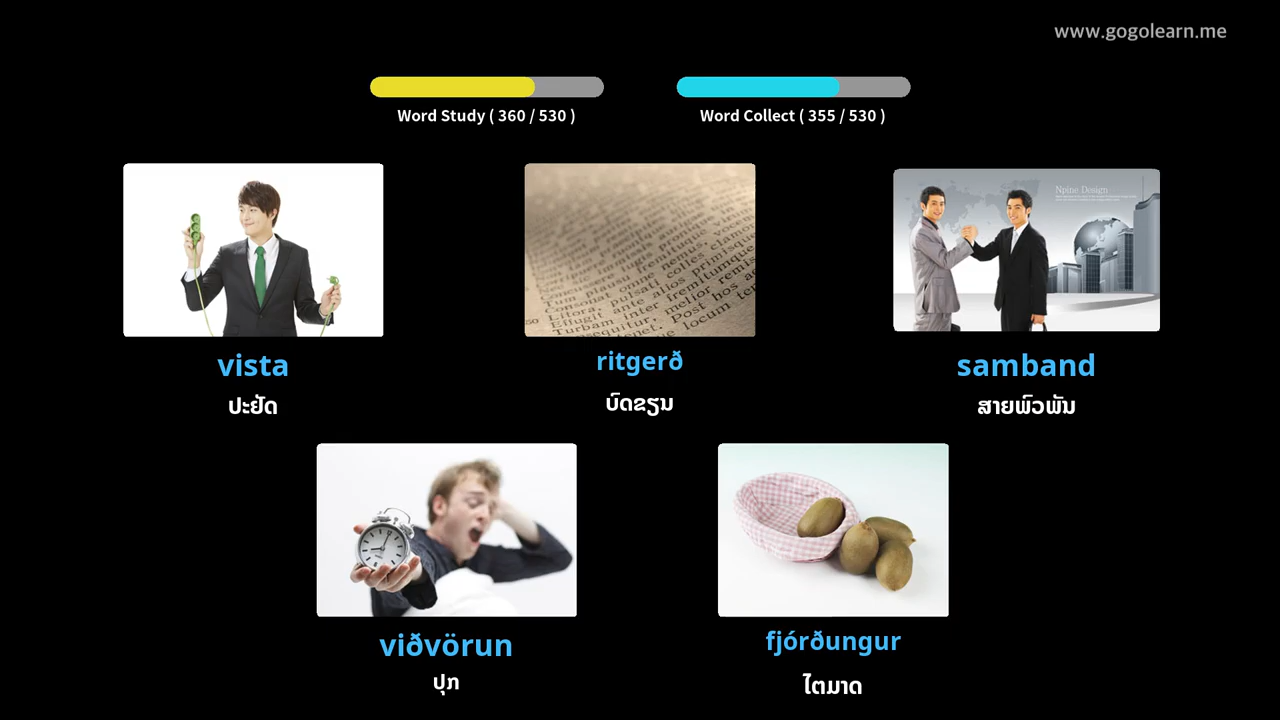 www.gogolearn.me
Word Study ( 360 / 530 )
Word Collect ( 355 / 530 )
Npine Design
vista
ປະຢັດ
ritgerð
ບົດຂຽນ
samband
ສາຍພົວພັນ
viðvörun
ປຸກ
fjórðungur
ໄຕມາດ